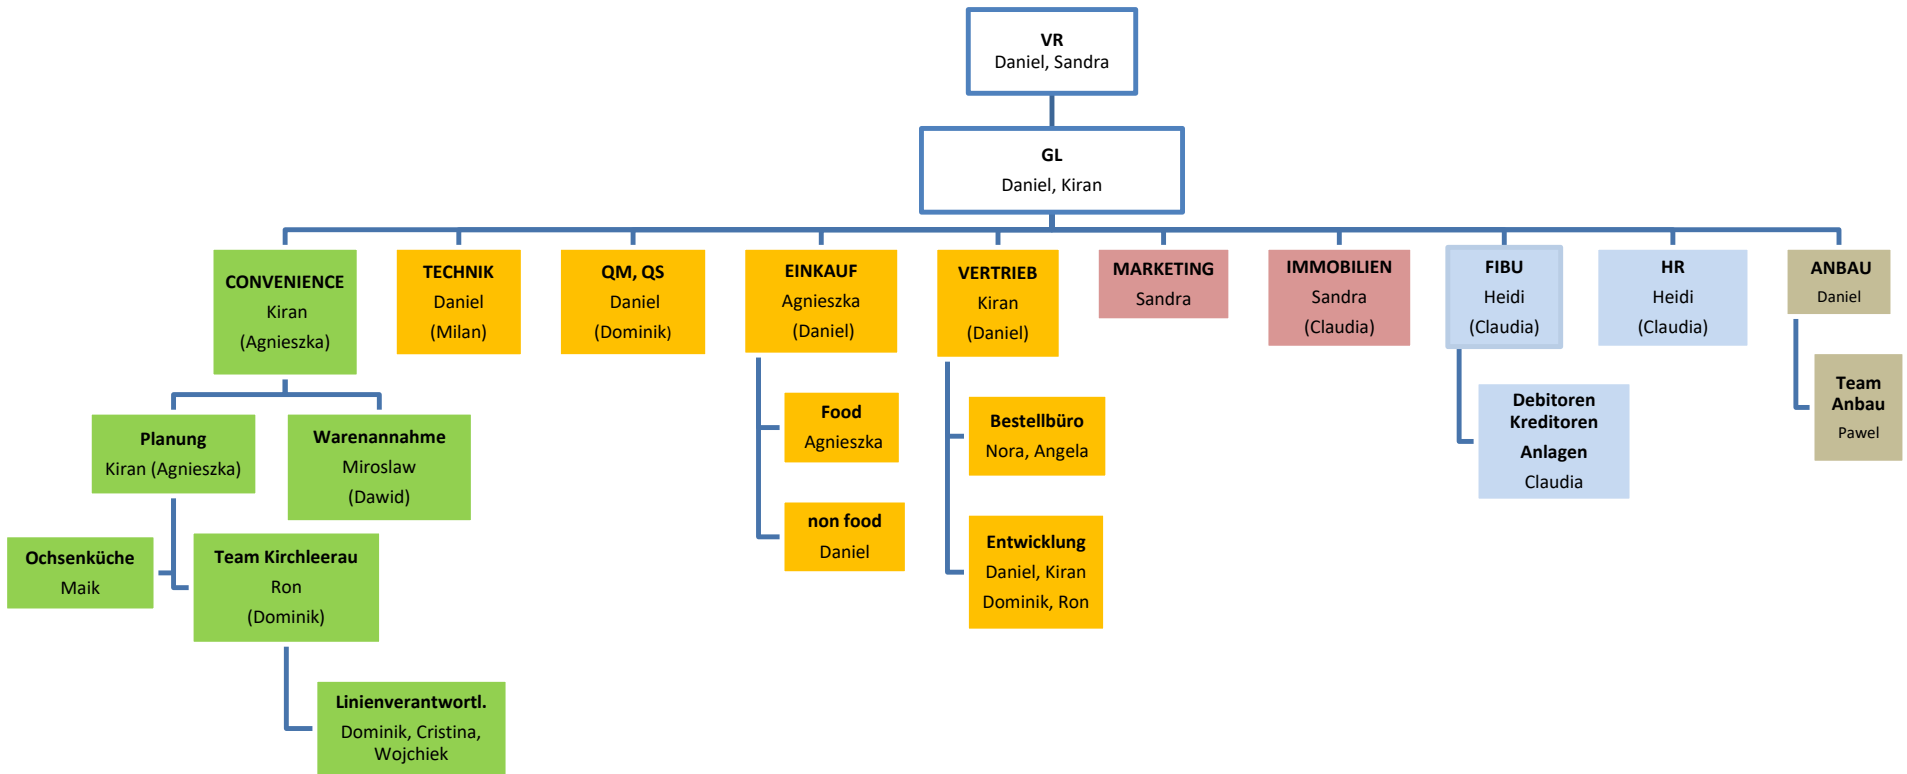 VR
Daniel, Sandra
GL
Daniel, Kiran
CONVENIENCE
Kiran
(Agnieszka)
TECHNIK
Daniel
(Milan)
QM, QS
Daniel
(Dominik)
EINKAUF
Agnieszka
(Daniel)
VERTRIEB
Kiran
(Daniel)
MARKETING
Sandra
IMMOBILIEN
Sandra
(Claudia)
FIBU
Heidi
(Claudia)
HR
Heidi
(Claudia)
ANBAU
Daniel
Planung
Kiran (Agnieszka)
Warenannahme
Miroslaw
(Dawid)
Food
Agnieszka
Bestellbüro
Nora, Angela
Debitoren
Kreditoren
Anlagen
Claudia
Team
Anbau
Pawel
Ochsenküche
Maik
Team Kirchleerau
Ron
(Dominik)
non food
Daniel
Entwicklung
Daniel, Kiran
Dominik, Ron
Linienverantwortl.
Dominik, Cristina,
Wojchiek